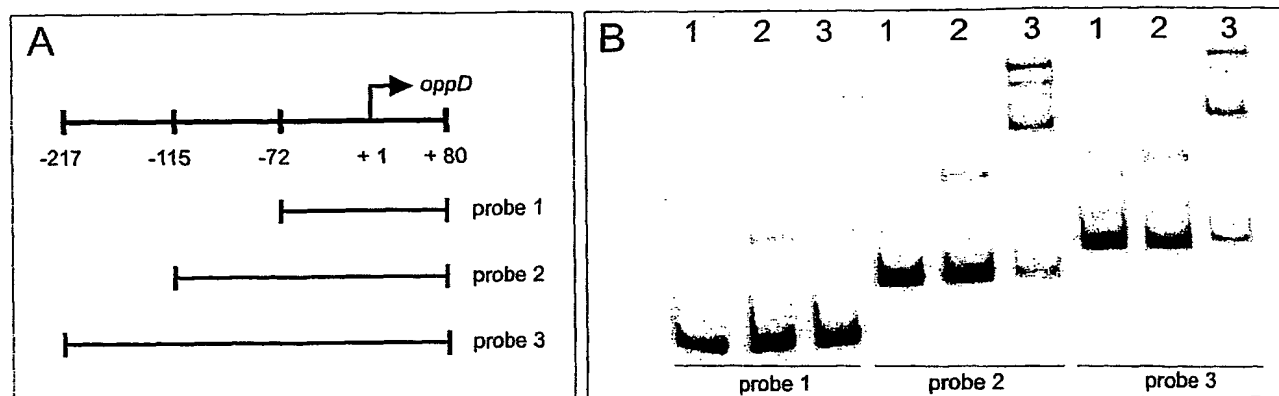 A
oppD
-217 -115 -72 + 1 + 80
probe 1
probe 2
probe 3
B
1 2 3 1 2 3 1 2 3
probe 1 probe 2 probe 3